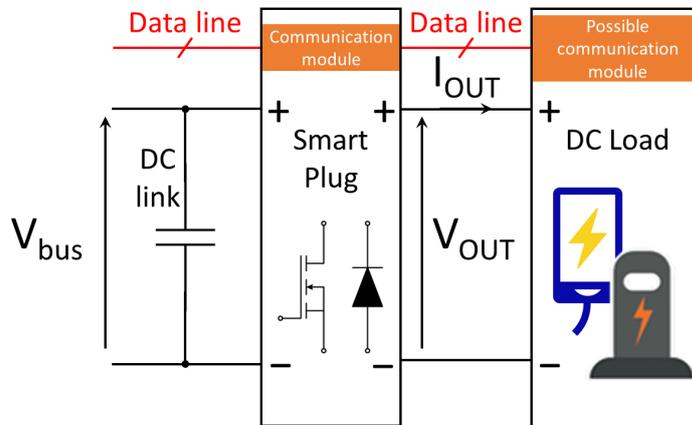 Data line
Communication
module
Data line
Possible
communication
module
I_OUT
+
+
+
Smart
Plug
DC Load
DC
link
V_bus
V_OUT
−
−
−